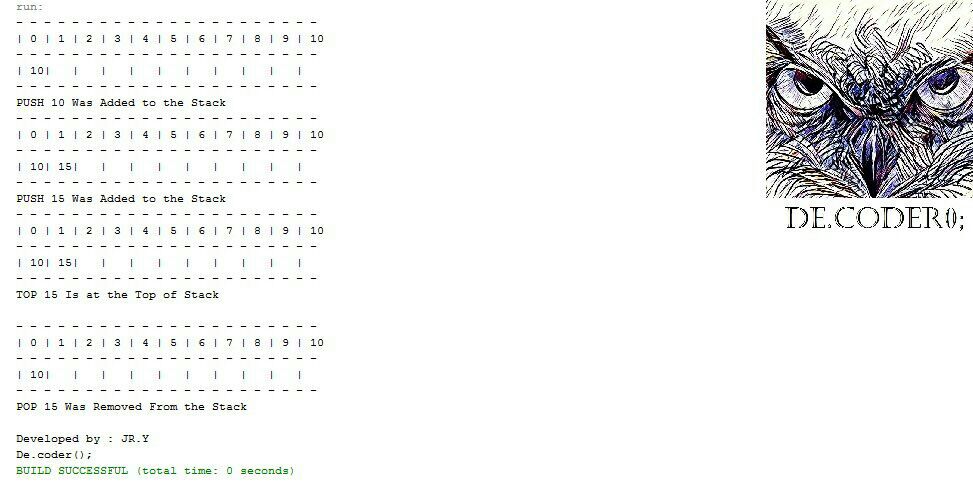 run:
- - - - - - - - - - - - - - - - - - - - - -
| 0 | 1 | 2 | 3 | 4 | 5 | 6 | 7 | 8 | 9 | 10
- - - - - - - - - - - - - - - - - - - - - -
| 10|   |   |   |   |   |   |   |   |   |
- - - - - - - - - - - - - - - - - - - - - -
PUSH 10 Was Added to the Stack
- - - - - - - - - - - - - - - - - - - - - -
| 0 | 1 | 2 | 3 | 4 | 5 | 6 | 7 | 8 | 9 | 10
- - - - - - - - - - - - - - - - - - - - - -
| 10| 15|   |   |   |   |   |   |   |   |
- - - - - - - - - - - - - - - - - - - - - -
PUSH 15 Was Added to the Stack
- - - - - - - - - - - - - - - - - - - - - -
| 0 | 1 | 2 | 3 | 4 | 5 | 6 | 7 | 8 | 9 | 10
- - - - - - - - - - - - - - - - - - - - - -
| 10| 15|   |   |   |   |   |   |   |   |
- - - - - - - - - - - - - - - - - - - - - -
TOP 15 Is at the Top of Stack
- - - - - - - - - - - - - - - - - - - - - -
| 0 | 1 | 2 | 3 | 4 | 5 | 6 | 7 | 8 | 9 | 10
- - - - - - - - - - - - - - - - - - - - - -
| 10|   |   |   |   |   |   |   |   |   |
- - - - - - - - - - - - - - - - - - - - - -
POP 15 Was Removed From the Stack
Developed by : JR.Y
De.coder();
BUILD SUCCESSFUL (total time: 0 seconds)
DE.CODER();